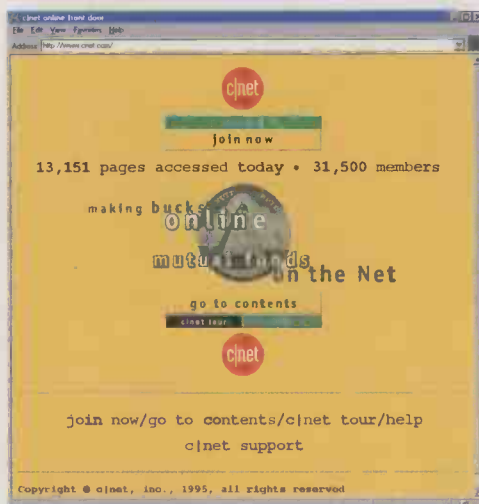 c|net online front door
File Edit View Favorites Help
Address http://www.cnet.com/
c|net
join now
13,151 pages accessed today • 31,500 members
making bucks
online
mutual funds
on the Net
go to contents
c|net tour
c|net
join now/go to contents/c|net tour/help
c|net support
Copyright © c|net, inc., 1995, all rights reserved